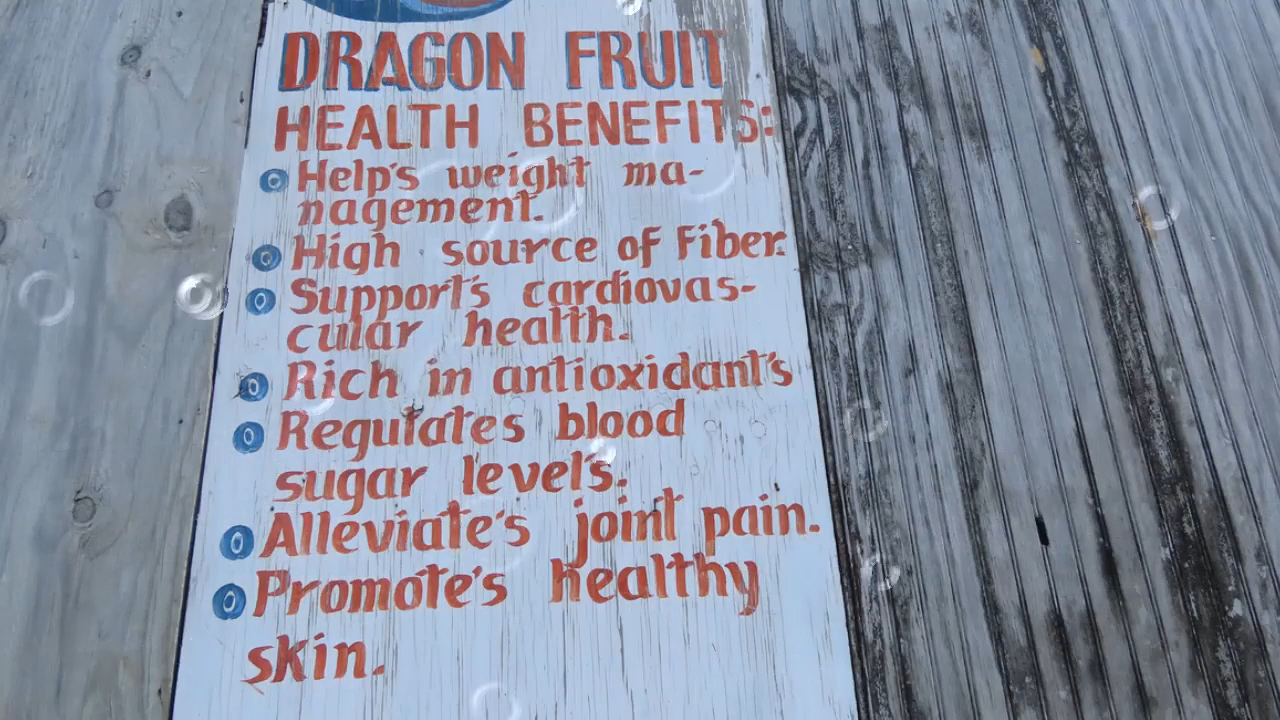 DRAGON FRUIT
HEALTH BENEFITS:
Help's weight ma-
nagement.
High source of Fiber.
Support's cardiovas-
cular health.
Rich in antioxidant's
Regulates blood
sugar level's.
Alleviate's joint pain.
Promote's healthy
skin.